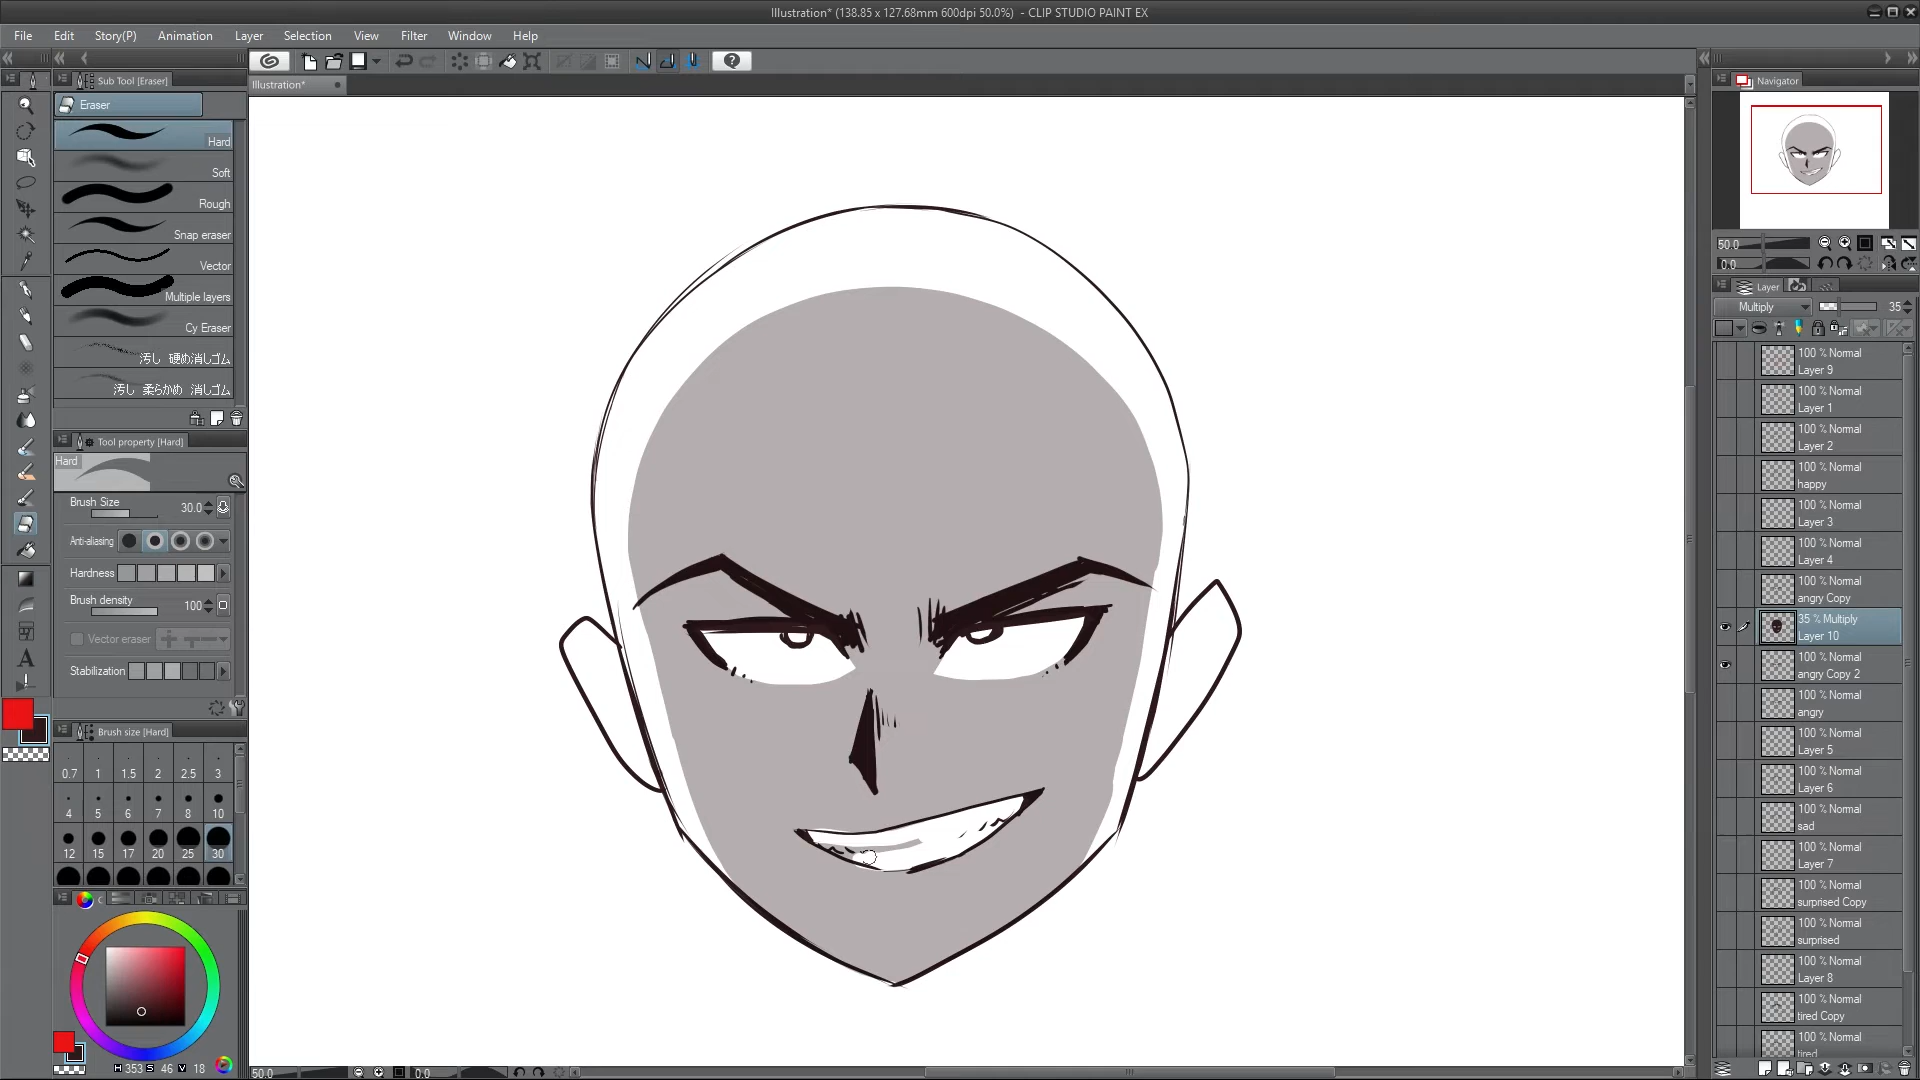 Illustration* (138.85 x 127.68mm 600dpi 50.0%) - CLIP STUDIO PAINT EX
File Edit Story(P) Animation Layer Selection View Filter Window Help
Sub Tool [Eraser]
Eraser
Hard
Soft
Rough
Snap eraser
Vector
Multiple layers
Cy Eraser
汚し 硬め消しゴム
汚し 柔らかめ 消しゴム
Tool property [Hard]
Hard
Brush Size 30.0
Anti-aliasing
Hardness
Brush density 100
Vector eraser
Stabilization
Brush size [Hard]
0.7 1 1.5 2 2.5 3
4 5 6 7 8 10
12 15 17 20 25 30
H 353 S 46 V 18
Illustration*
50.0 0.0
Navigator
50.0
0.0
Layer
Multiply 35
100 % Normal
Layer 9
100 % Normal
Layer 1
100 % Normal
Layer 2
100 % Normal
happy
100 % Normal
Layer 3
100 % Normal
Layer 4
100 % Normal
angry Copy
35 % Multiply
Layer 10
100 % Normal
angry Copy 2
100 % Normal
angry
100 % Normal
Layer 5
100 % Normal
Layer 6
100 % Normal
sad
100 % Normal
Layer 7
100 % Normal
surprised Copy
100 % Normal
surprised
100 % Normal
Layer 8
100 % Normal
tired Copy
100 % Normal
tired